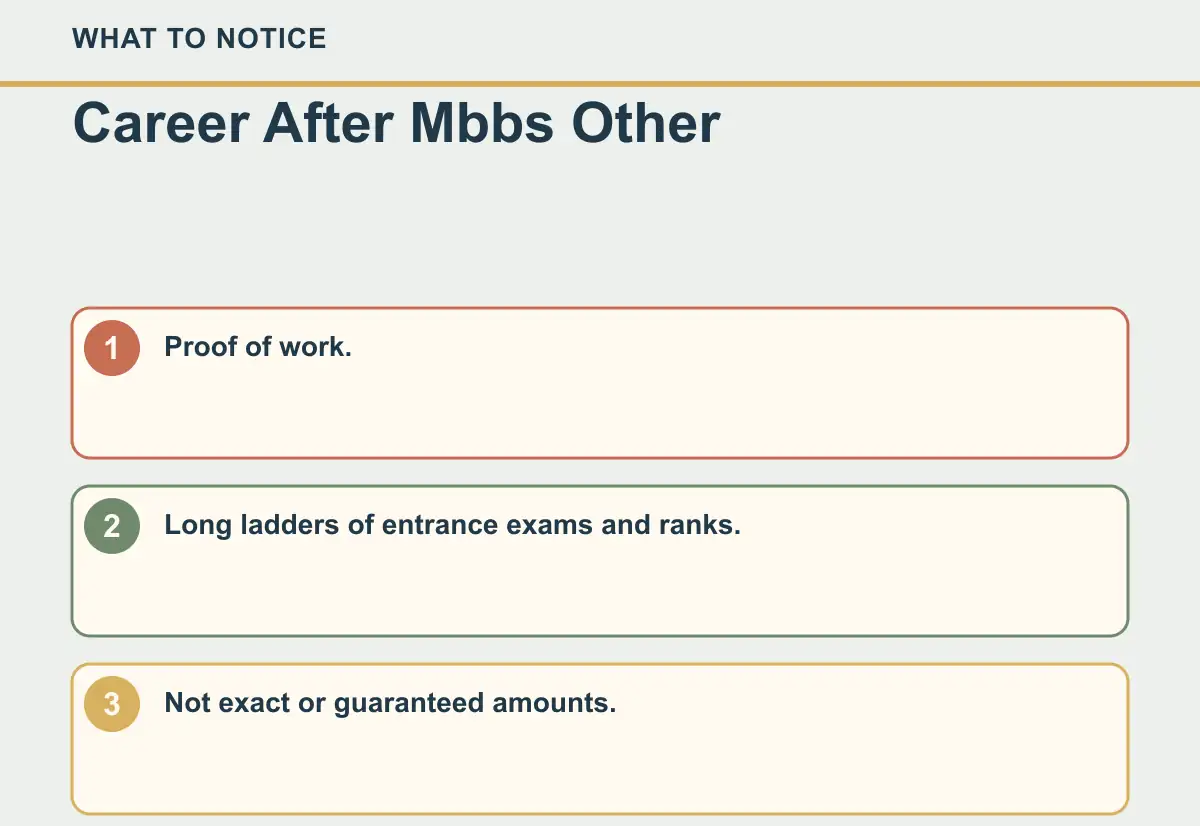 WHAT TO NOTICE
Career After Mbbs Other
1 Proof of work.
2 Long ladders of entrance exams and ranks.
3 Not exact or guaranteed amounts.